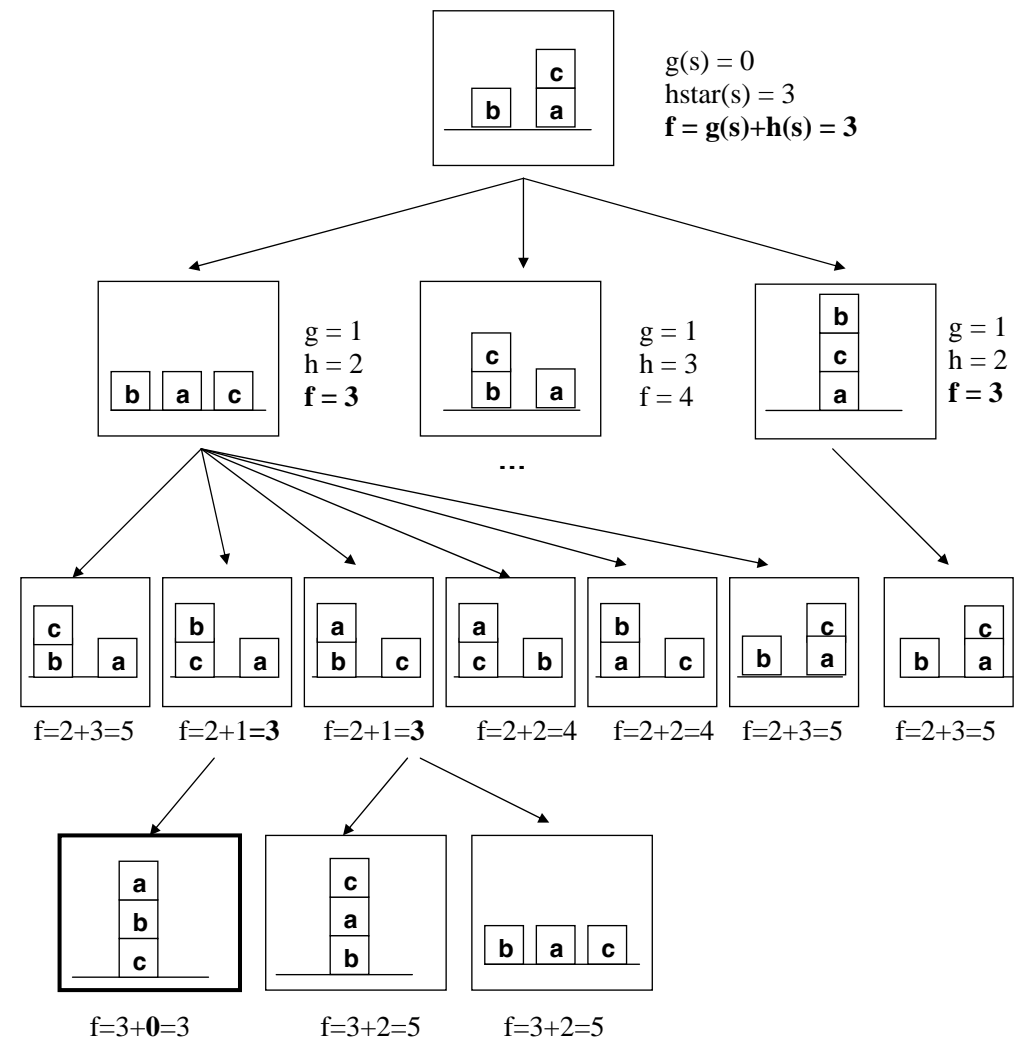 c
b a
g(s) = 0
hstar(s) = 3
f = g(s)+h(s) = 3
b a c
g = 1
h = 2
f = 3
c
b a
g = 1
h = 3
f = 4
b
c
a
g = 1
h = 2
f = 3
...
c
b a
f=2+3=5
b
c a
f=2+1=3
a
b c
f=2+1=3
a
c b
f=2+2=4
b
a c
f=2+2=4
c
b a
f=2+3=5
c
b a
f=2+3=5
a
b
c
f=3+0=3
c
a
b
f=3+2=5
b a c
f=3+2=5